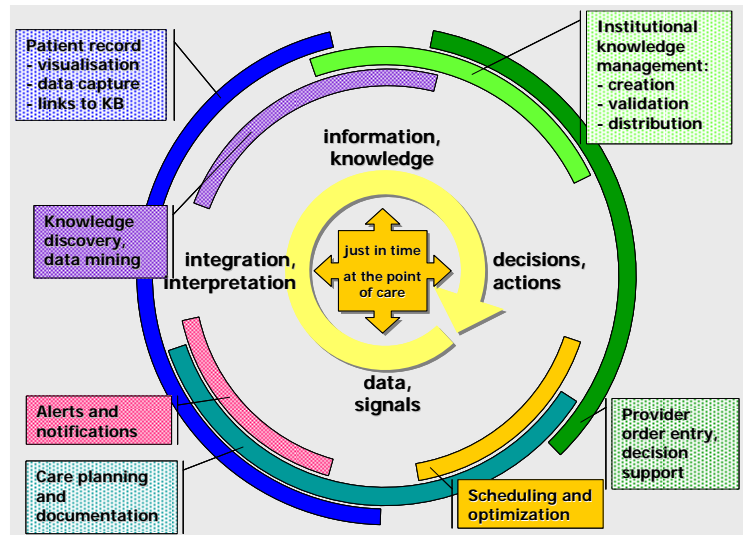 Patient record
- visualisation
- data capture
- links to KB
Institutional
knowledge
management:
- creation
- validation
- distribution
information,
knowledge
Knowledge
discovery,
data mining
integration,
interpretation
just in time
at the point
of care
decisions,
actions
data,
signals
Alerts and
notifications
Provider
order entry,
decision
support
Care planning
and
documentation
Scheduling and
optimization